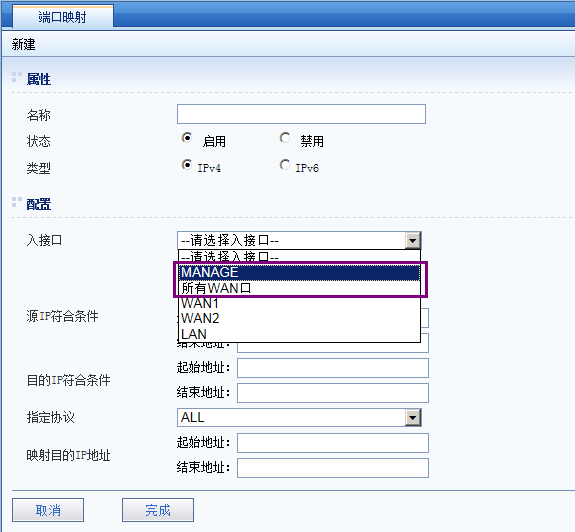 端口映射
新建
属性
名称
状态 启用 禁用
类型 IPv4 IPv6
配置
入接口 --请选择入接口--
--请选择入接口--
MANAGE
所有WAN口
WAN1
源IP符合条件 WAN2
LAN
结束地址:
起始地址:
目的IP符合条件
结束地址:
指定协议 ALL
起始地址:
映射目的IP地址
结束地址:
取消 完成